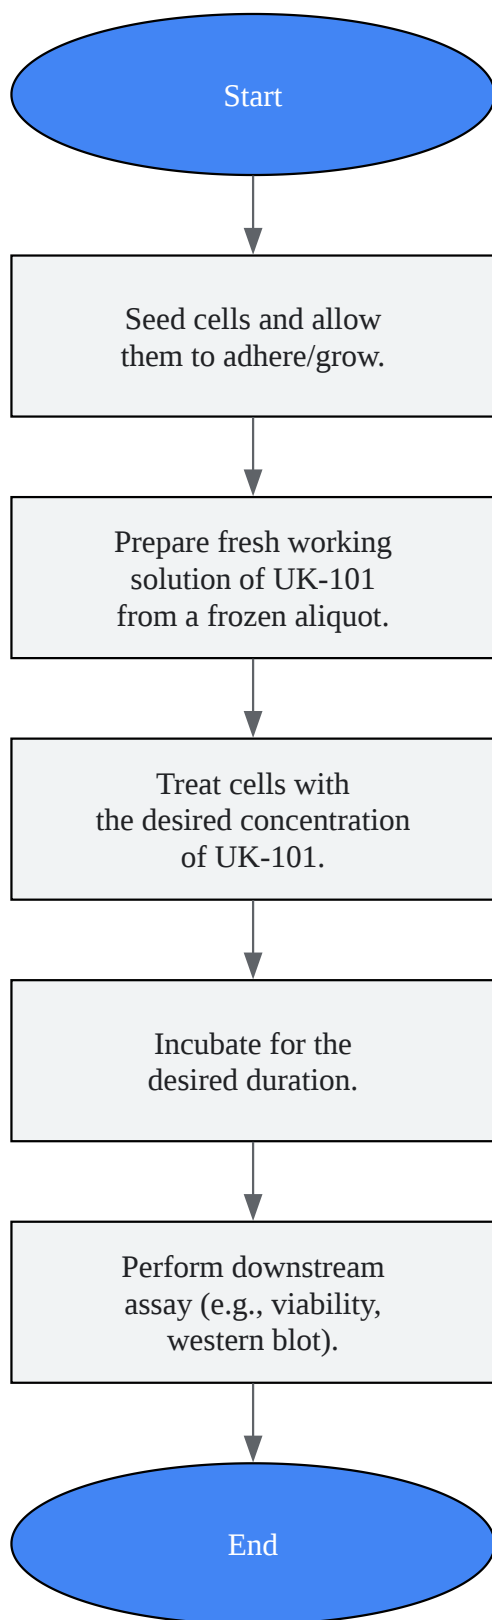 Start
Seed cells and allow
them to adhere/grow.
Prepare fresh working
solution of UK-101
from a frozen aliquot.
Treat cells with
the desired concentration
of UK-101.
Incubate for the
desired duration.
Perform downstream
assay (e.g., viability,
western blot).
End